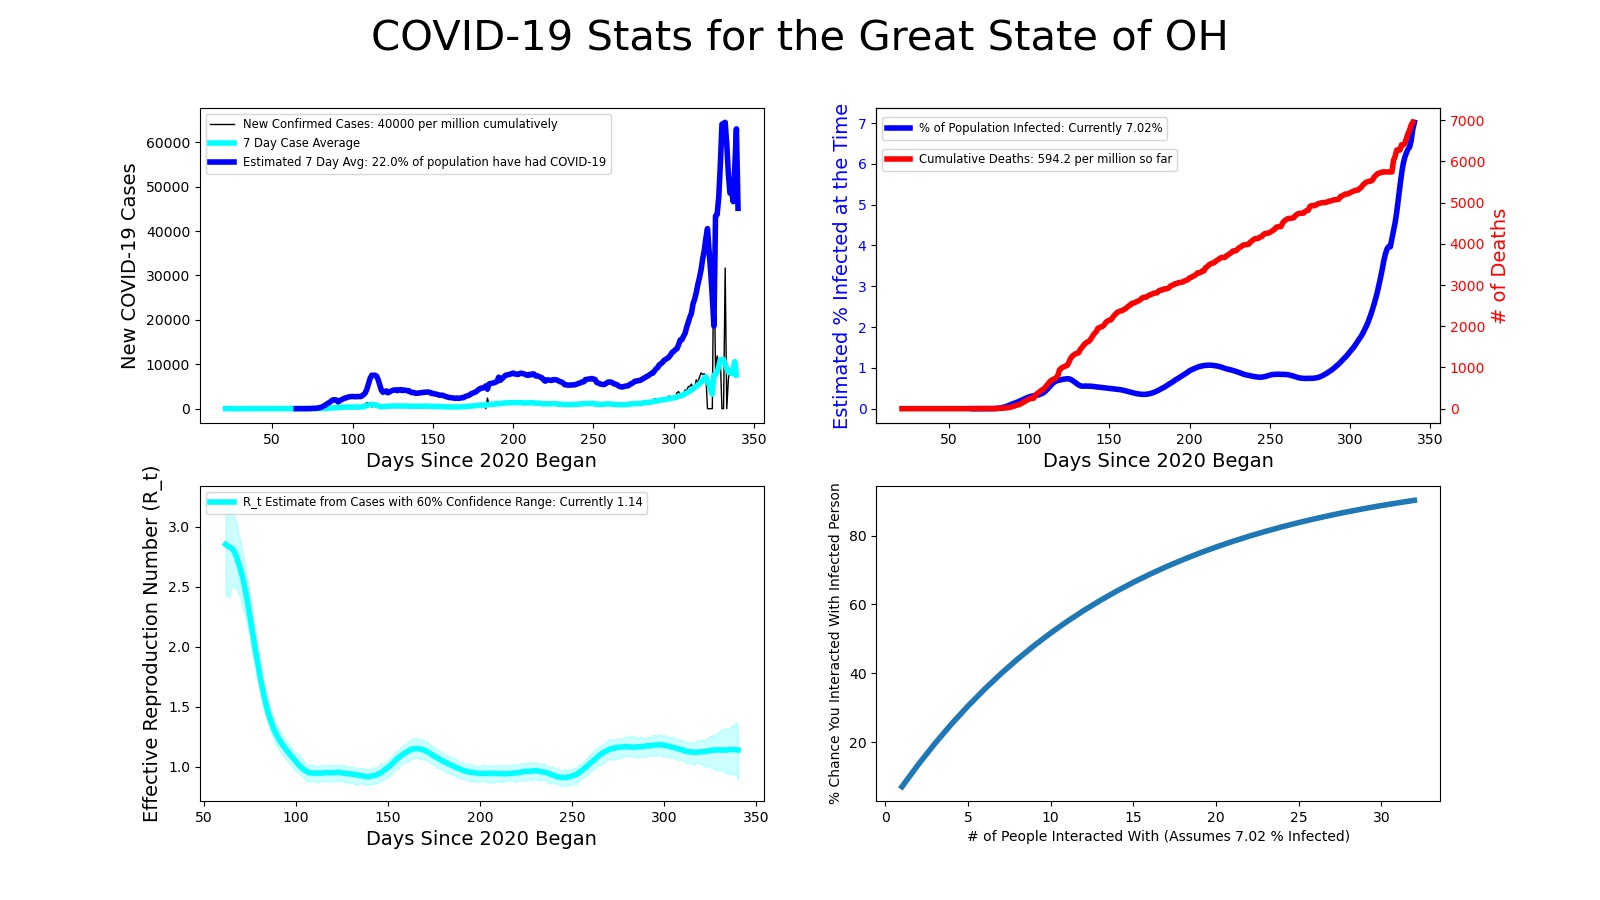 COVID-19 Stats for the Great State of OH
New COVID-19 Cases
60000
50000
40000
30000
20000
10000
0
New Confirmed Cases: 40000 per million cumulatively
7 Day Case Average
Estimated 7 Day Avg: 22.0% of population have had COVID-19
50 100 150 200 250 300 350
Days Since 2020 Began
Estimated % Infected at the Time
7
6
5
4
3
2
1
0
% of Population Infected: Currently 7.02%
Cumulative Deaths: 594.2 per million so far
7000
6000
5000
4000
3000
2000
1000
0
# of Deaths
50 100 150 200 250 300 350
Days Since 2020 Began
Effective Reproduction Number (R_t)
3.0
2.5
2.0
1.5
1.0
R_t Estimate from Cases with 60% Confidence Range: Currently 1.14
50 100 150 200 250 300 350
Days Since 2020 Began
% Chance You Interacted With Infected Person
80
60
40
20
0 5 10 15 20 25 30
# of People Interacted With (Assumes 7.02 % Infected)